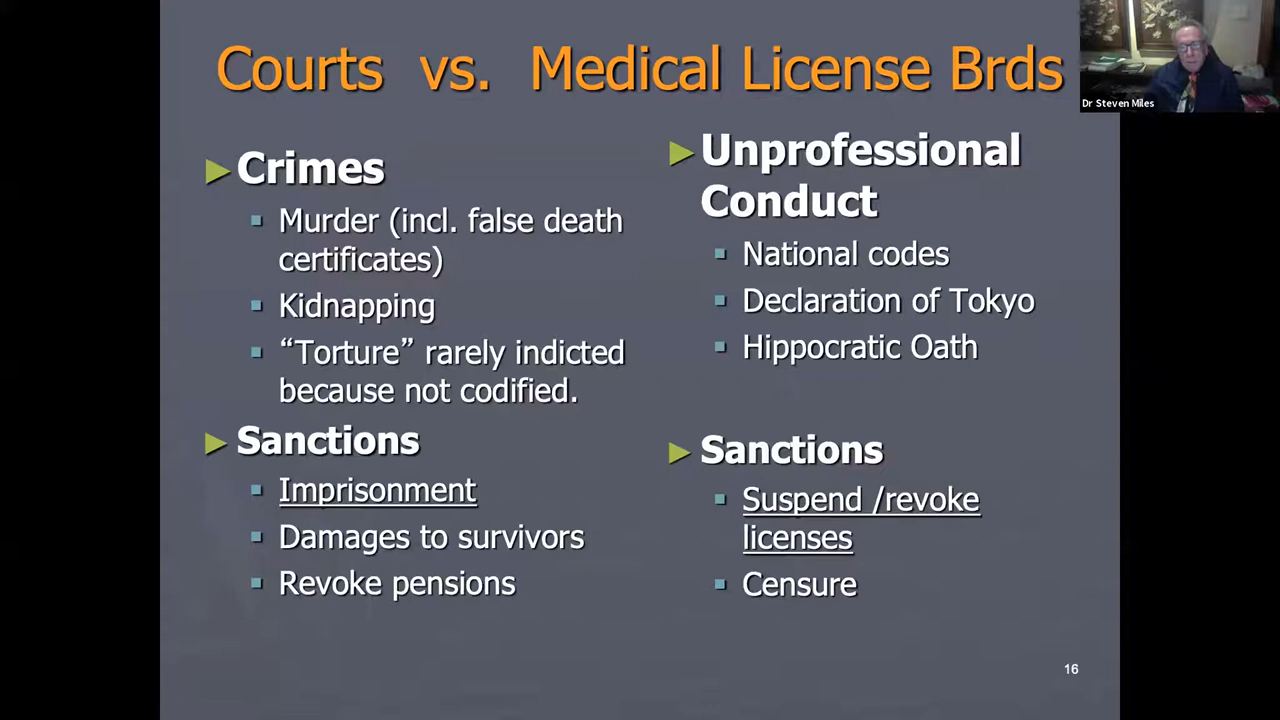 Courts vs. Medical License Brds
Dr Steven Miles
Crimes
Murder (incl. false death
certificates)
Kidnapping
“Torture” rarely indicted
because not codified.
Sanctions
Imprisonment
Damages to survivors
Revoke pensions
Unprofessional
Conduct
National codes
Declaration of Tokyo
Hippocratic Oath
Sanctions
Suspend /revoke
licenses
Censure
16